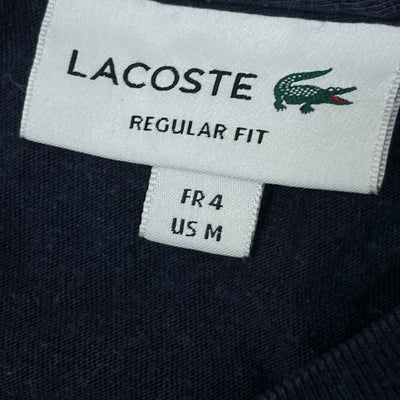 LACOSTE
REGULAR FIT
FR 4
US M